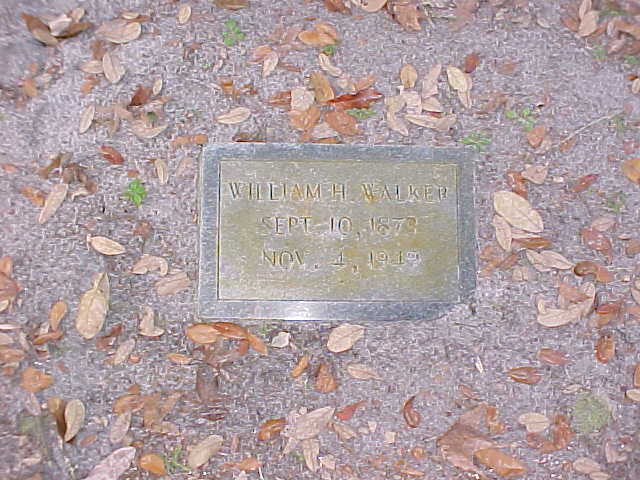 WILLIAM H. WALKER
SEPT. 10, 1873
NOV. 4, 1949